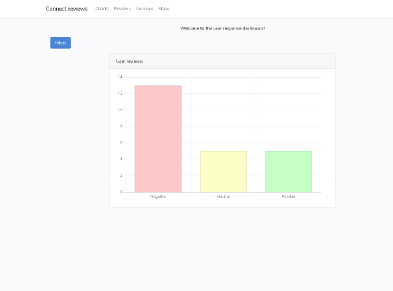 Connect reviews Charts Reviews Maps
Welcome to the user response dashboard!
Filters
User reviews
14
12
10
8
6
4
2
0
Negative Neutral Positive